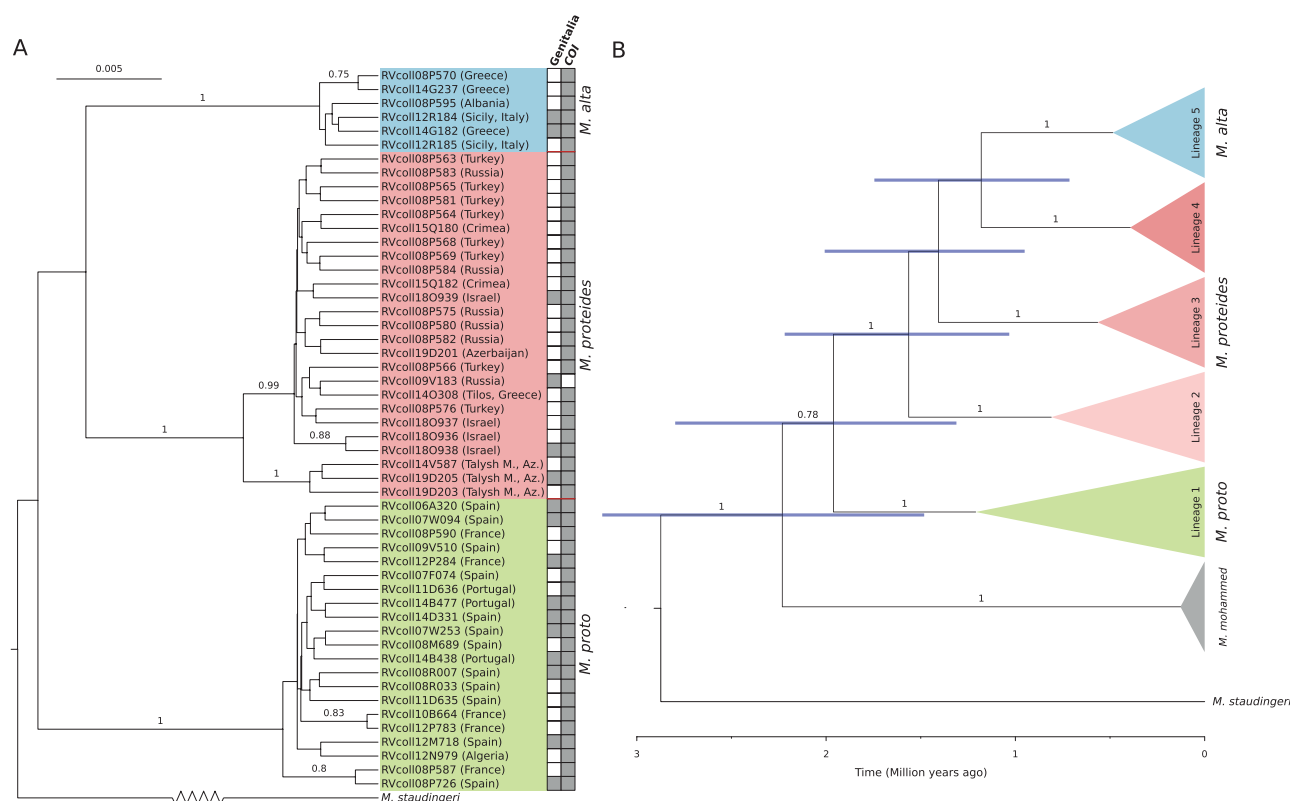 A
0.005
Genitalia
COI
0.75
1
RVcoll08P570 (Greece)
RVcoll14G237 (Greece)
RVcoll08P595 (Albania)
RVcoll12R184 (Sicily, Italy)
RVcoll14G182 (Greece)
RVcoll12R185 (Sicily, Italy)
M. alta
RVcoll08P563 (Turkey)
RVcoll08P583 (Russia)
RVcoll08P565 (Turkey)
RVcoll08P581 (Turkey)
RVcoll08P564 (Turkey)
RVcoll15Q180 (Crimea)
RVcoll08P568 (Turkey)
RVcoll08P569 (Turkey)
RVcoll08P584 (Russia)
RVcoll15Q182 (Crimea)
RVcoll18O939 (Israel)
RVcoll08P575 (Russia)
RVcoll08P580 (Russia)
RVcoll08P582 (Russia)
RVcoll19D201 (Azerbaijan)
RVcoll08P566 (Turkey)
RVcoll09V183 (Russia)
RVcoll14O308 (Tilos, Greece)
RVcoll08P576 (Turkey)
RVcoll18O937 (Israel)
RVcoll18O936 (Israel)
RVcoll18O938 (Israel)
RVcoll14V587 (Talysh M., Az.)
RVcoll19D205 (Talysh M., Az.)
RVcoll19D203 (Talysh M., Az.)
0.99
0.88
1
1
M. proteides
RVcoll06A320 (Spain)
RVcoll07W094 (Spain)
RVcoll08P590 (France)
RVcoll09V510 (Spain)
RVcoll12P284 (France)
RVcoll07F074 (Spain)
RVcoll11D636 (Portugal)
RVcoll14B477 (Portugal)
RVcoll14D331 (Spain)
RVcoll07W253 (Spain)
RVcoll08M689 (Spain)
RVcoll14B438 (Portugal)
RVcoll08R007 (Spain)
RVcoll08R033 (Spain)
RVcoll11D635 (Spain)
RVcoll10B664 (France)
RVcoll12P783 (France)
RVcoll12M718 (Spain)
RVcoll12N979 (Algeria)
RVcoll08P587 (France)
RVcoll08P726 (Spain)
0.83
1
0.8
M. proto
M. staudingeri
B
1
Lineage 5
M. alta
1
Lineage 4
1
Lineage 3
M. proteides
1
1
Lineage 2
0.78
1
Lineage 1
M. proto
1
1
M. mohammed
M. staudingeri
3
2
1
0
Time (Million years ago)